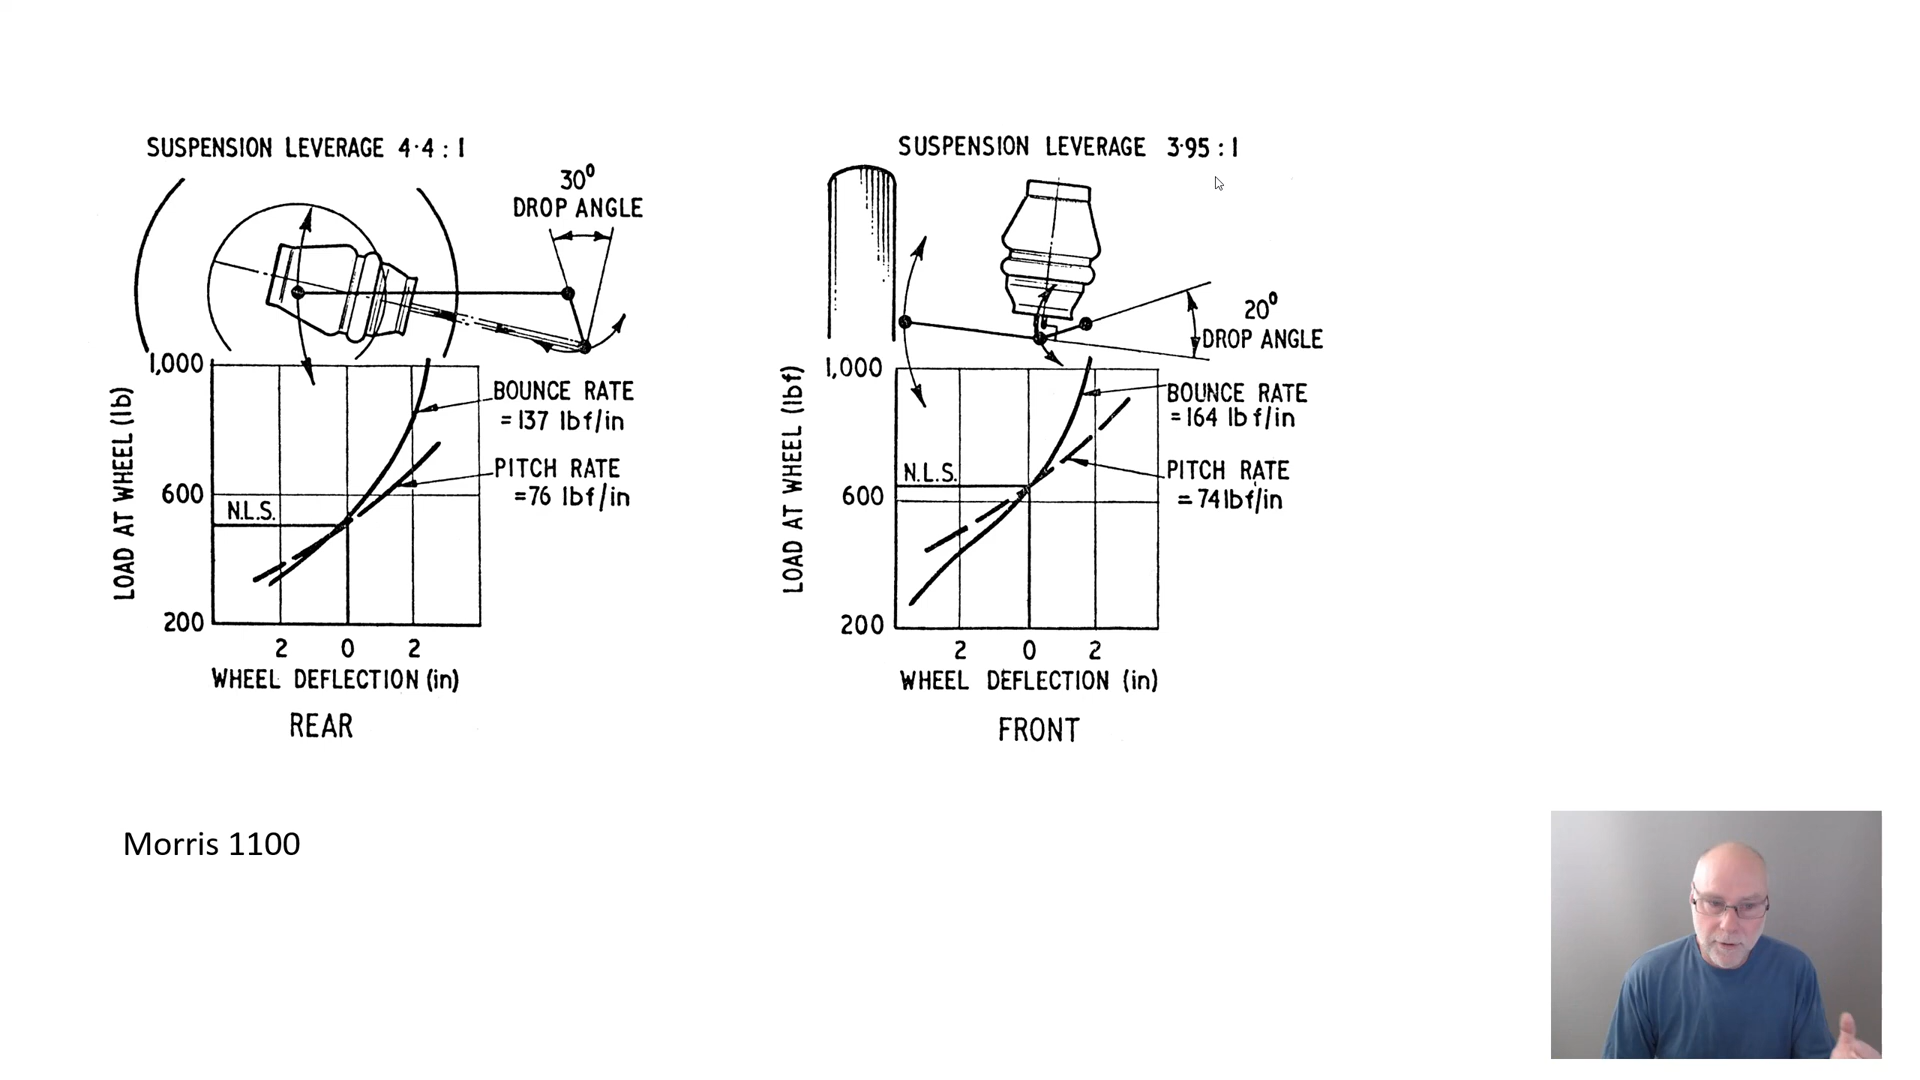 SUSPENSION LEVERAGE 4·4 : 1
30°
DROP ANGLE
1,000
600
200
LOAD AT WHEEL (lb)
N.L.S.
BOUNCE RATE
= 137 lbf/in
PITCH RATE
= 76 lbf/in
2 0 2
WHEEL DEFLECTION (in)
REAR
SUSPENSION LEVERAGE 3·95 : 1
20°
DROP ANGLE
1,000
600
200
LOAD AT WHEEL (lbf)
N.L.S.
BOUNCE RATE
= 164 lbf/in
PITCH RATE
= 74 lbf/in
2 0 2
WHEEL DEFLECTION (in)
FRONT
Morris 1100